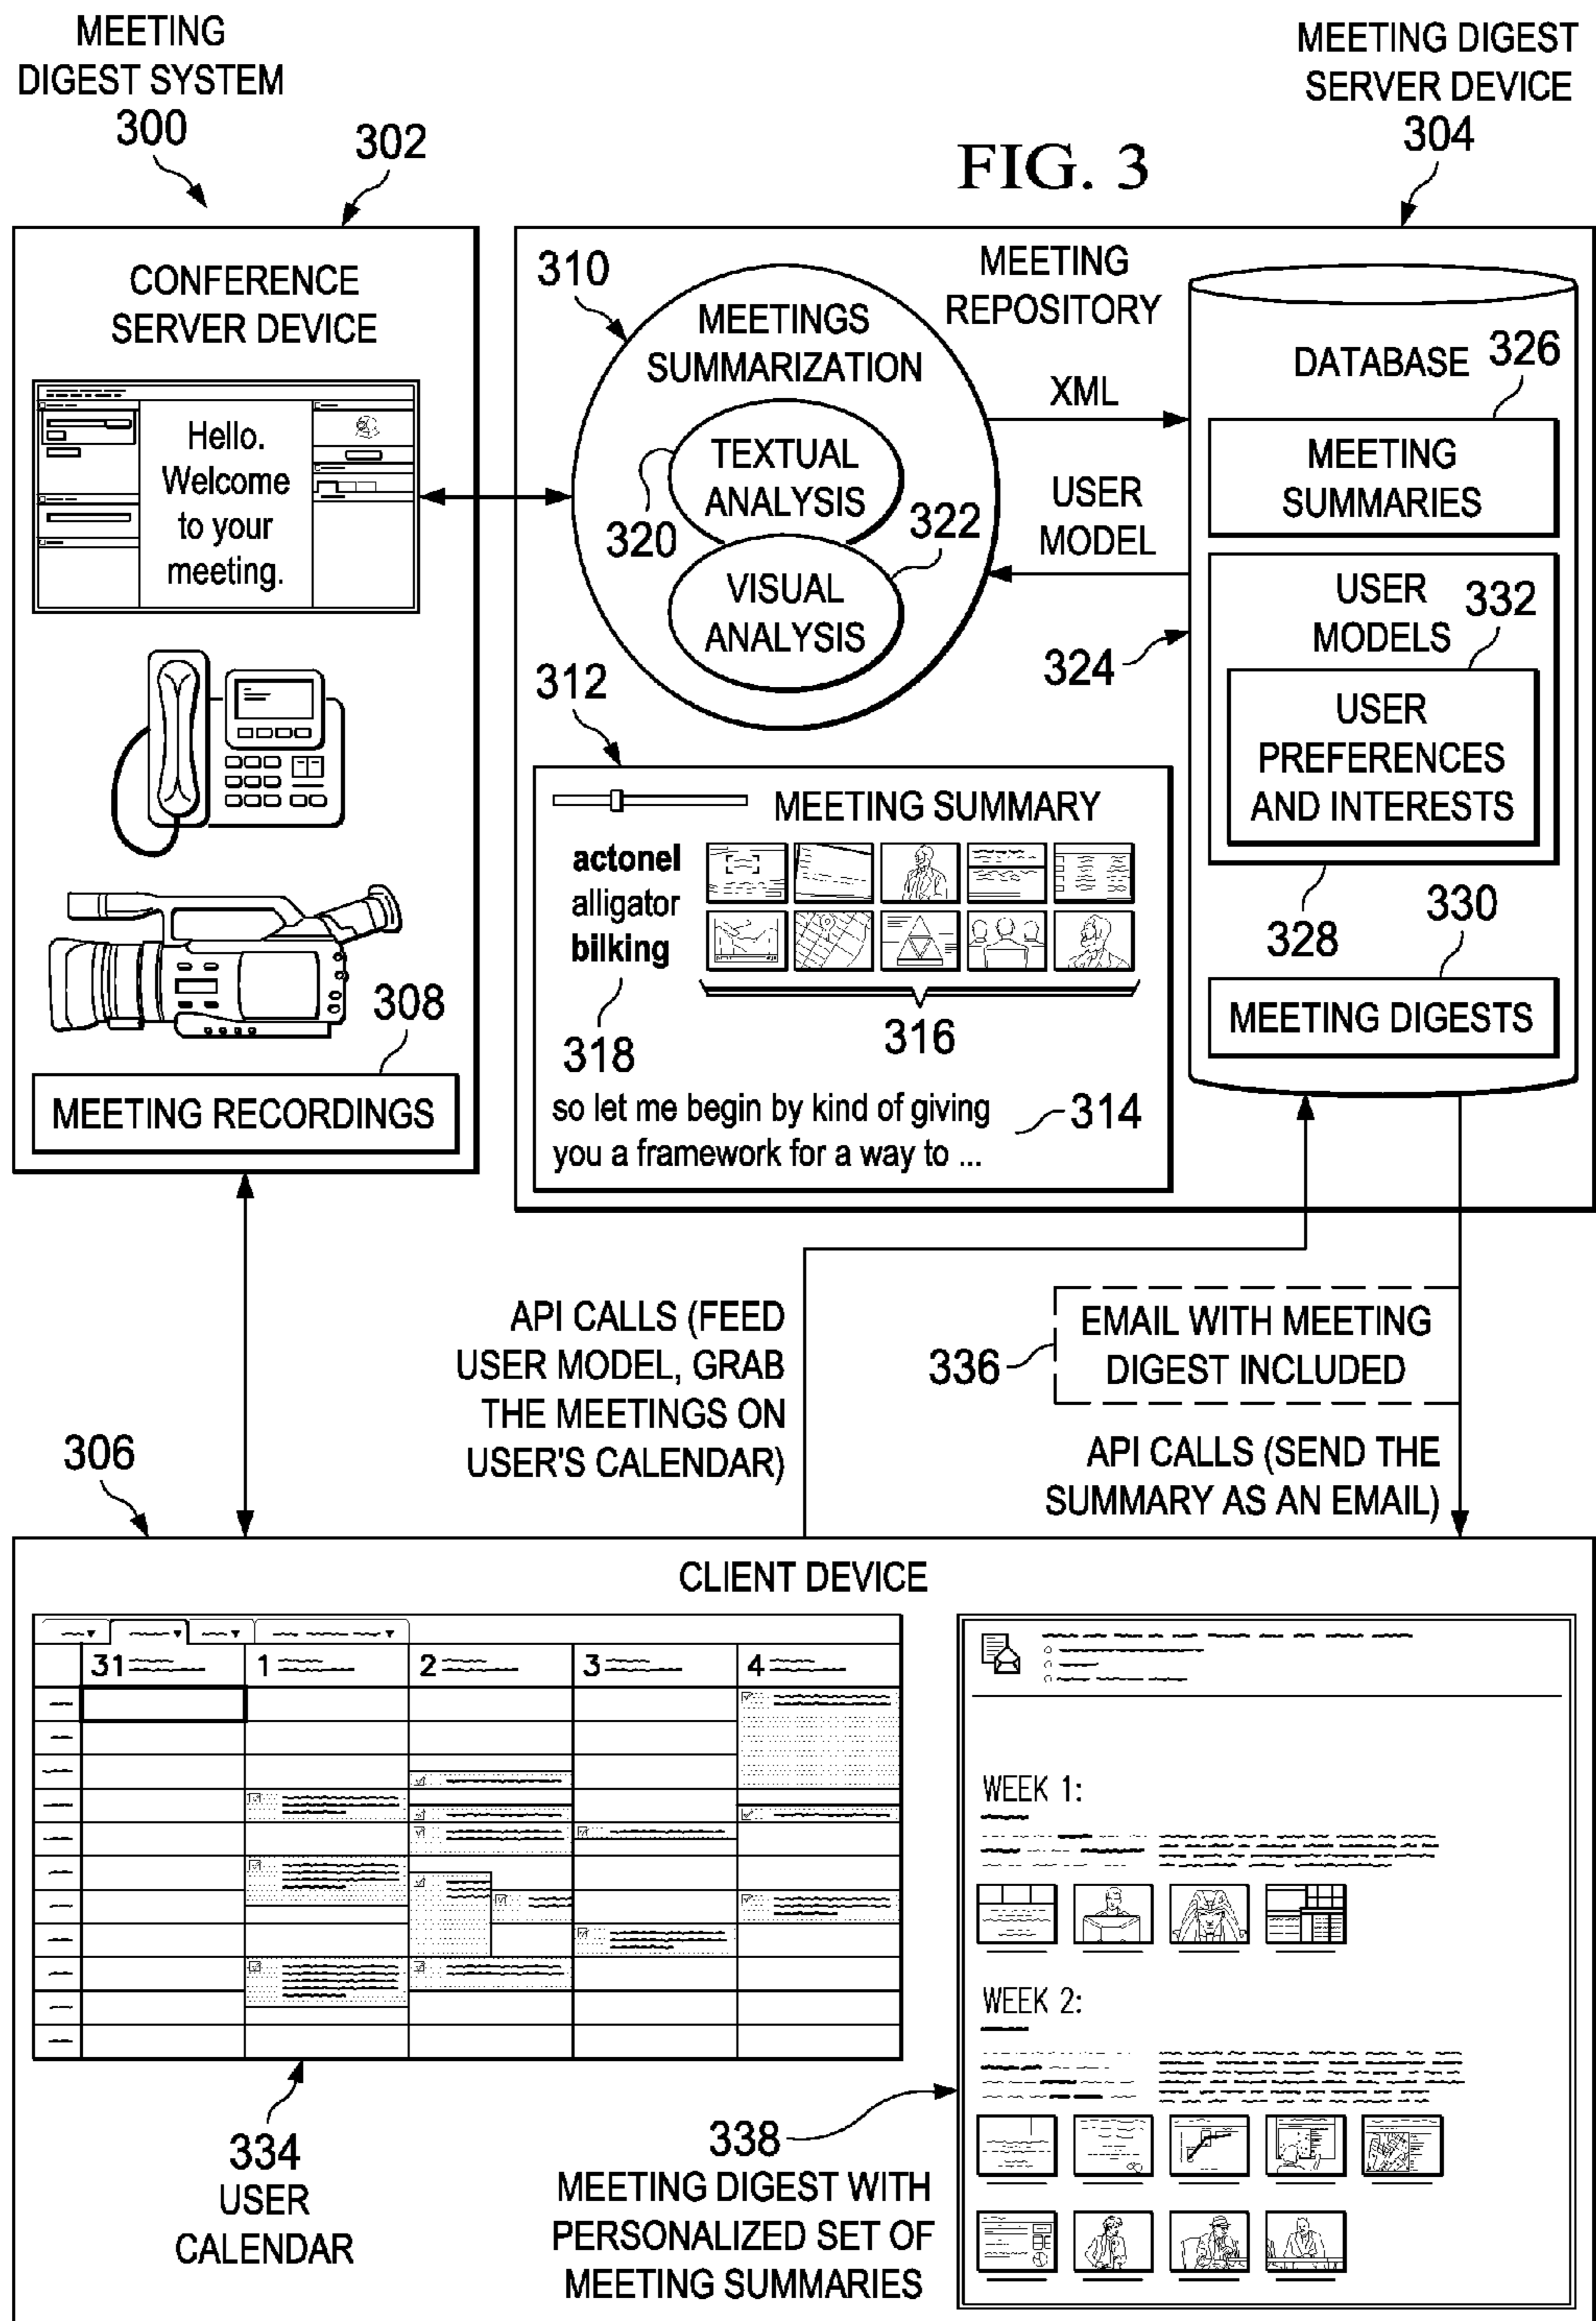 MEETING
DIGEST SYSTEM
300
302
FIG. 3
MEETING DIGEST
SERVER DEVICE
304
CONFERENCE
SERVER DEVICE
Hello.
Welcome
to your
meeting.
308
MEETING RECORDINGS
310
MEETINGS
SUMMARIZATION
TEXTUAL
ANALYSIS
320
322
VISUAL
ANALYSIS
MEETING
REPOSITORY
XML
USER
MODEL
324
DATABASE
326
MEETING
SUMMARIES
USER
MODELS
332
USER
PREFERENCES
AND INTERESTS
328
330
MEETING DIGESTS
312
MEETING SUMMARY
actonel
alligator
bilking
318
316
so let me begin by kind of giving
you a framework for a way to ...
314
API CALLS (FEED
USER MODEL, GRAB
THE MEETINGS ON
USER'S CALENDAR)
336
EMAIL WITH MEETING
DIGEST INCLUDED
API CALLS (SEND THE
SUMMARY AS AN EMAIL)
306
CLIENT DEVICE
31
1
2
3
4
WEEK 1:
WEEK 2:
334
USER
CALENDAR
338
MEETING DIGEST WITH
PERSONALIZED SET OF
MEETING SUMMARIES